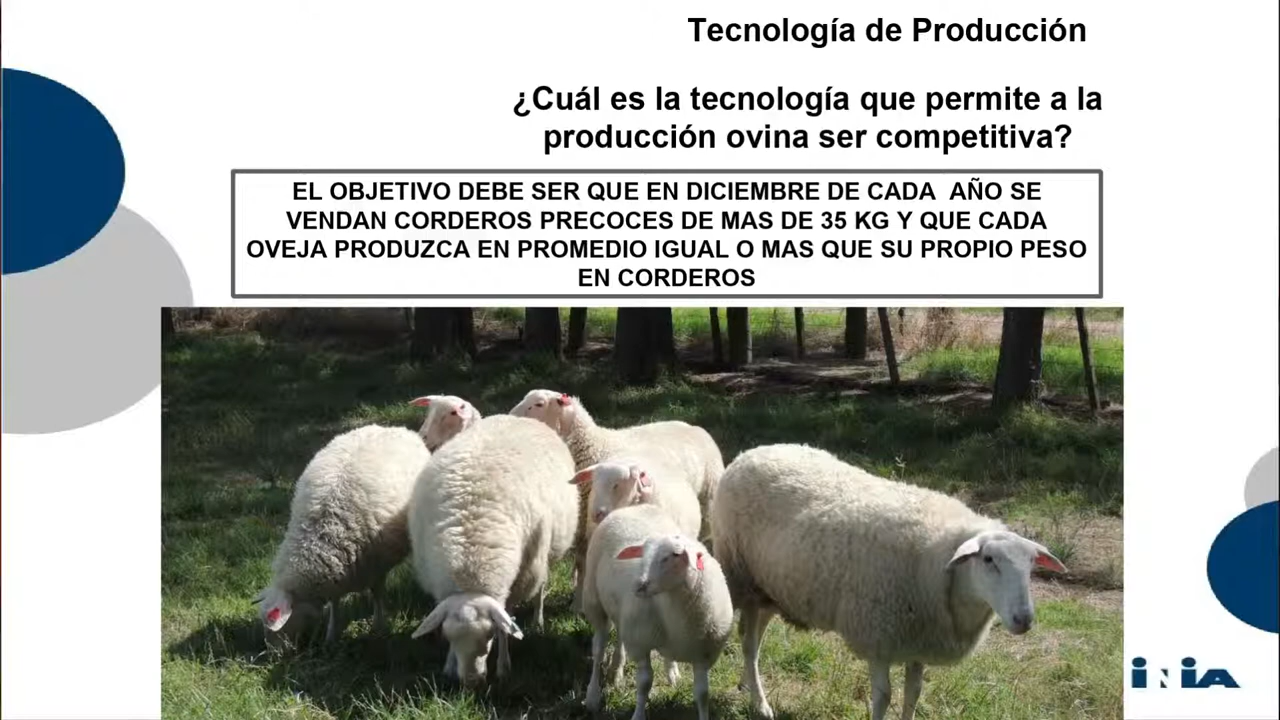 Tecnología de Producción
¿Cuál es la tecnología que permite a la
producción ovina ser competitiva?
EL OBJETIVO DEBE SER QUE EN DICIEMBRE DE CADA AÑO SE
VENDAN CORDEROS PRECOCES DE MAS DE 35 KG Y QUE CADA
OVEJA PRODUZCA EN PROMEDIO IGUAL O MAS QUE SU PROPIO PESO
EN CORDEROS
iNiA